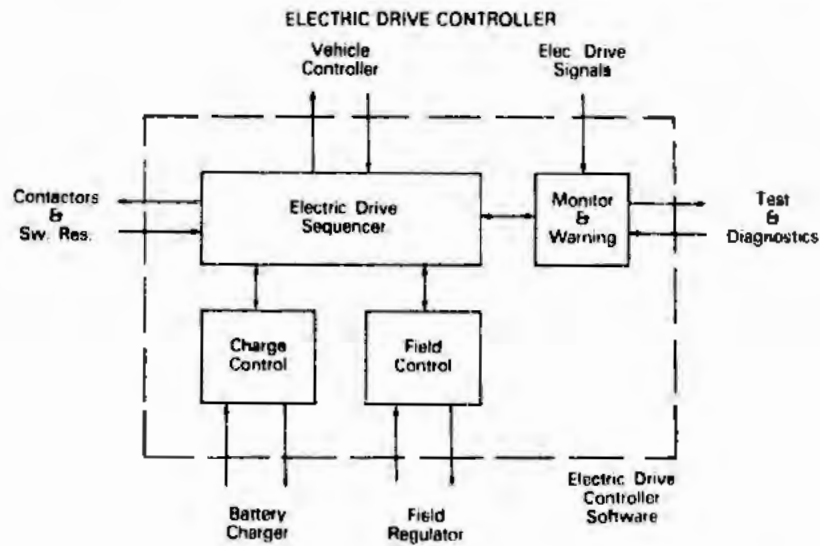 ELECTRIC DRIVE CONTROLLER
Vehicle
Controller
Elec Drive
Signals
Contactors
&
Sw. Res.
Electric Drive
Sequencer
Monitor
&
Warning
Test
&
Diagnostics
Charge
Control
Field
Control
Battery
Charger
Field
Regulator
Electric Drive
Controller
Software